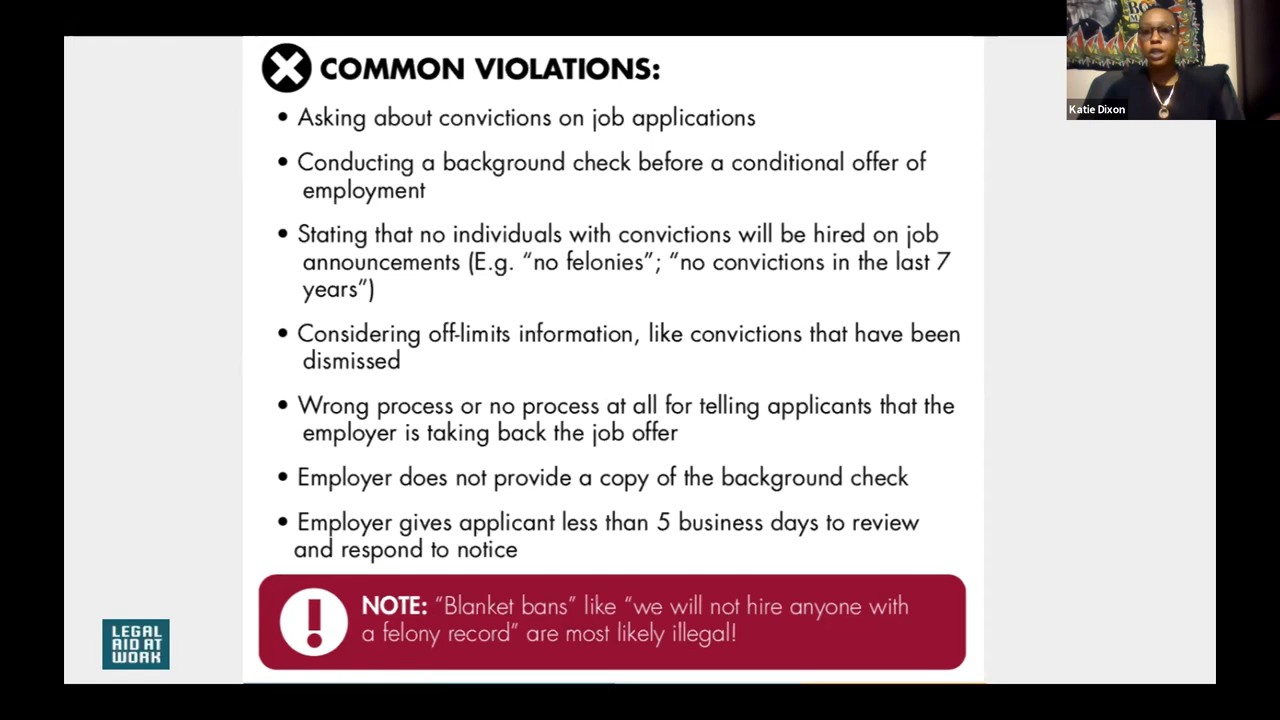 COMMON VIOLATIONS:
• Asking about convictions on job applications
• Conducting a background check before a conditional offer of
employment
• Stating that no individuals with convictions will be hired on job
announcements (E.g. “no felonies”; “no convictions in the last 7
years”)
• Considering off-limits information, like convictions that have been
dismissed
• Wrong process or no process at all for telling applicants that the
employer is taking back the job offer
• Employer does not provide a copy of the background check
• Employer gives applicant less than 5 business days to review
and respond to notice
NOTE: “Blanket bans” like “we will not hire anyone with
a felony record” are most likely illegal!
LEGAL
AID AT
WORK
Katie Dixon